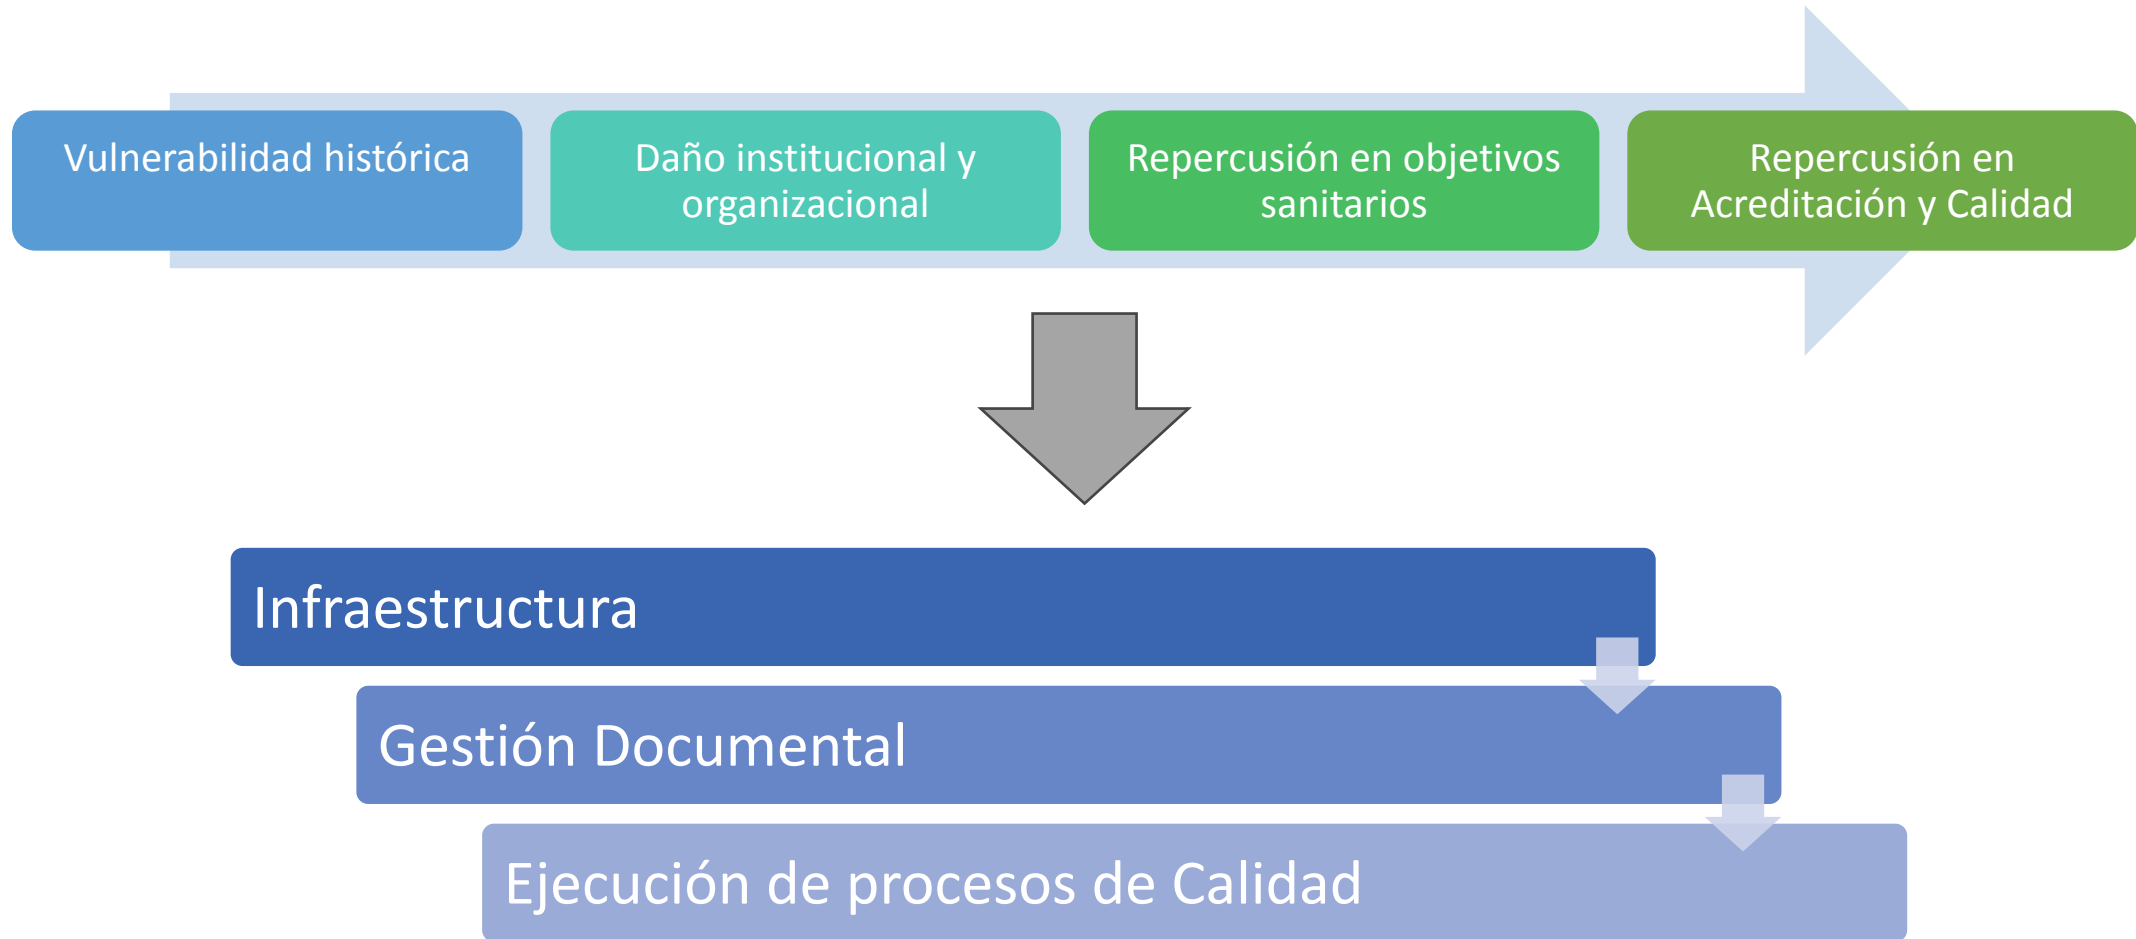 Vulnerabilidad histórica
Daño institucional y
organizacional
Repercusión en objetivos
sanitarios
Repercusión en
Acreditación y Calidad
Infraestructura
Gestión Documental
Ejecución de procesos de Calidad